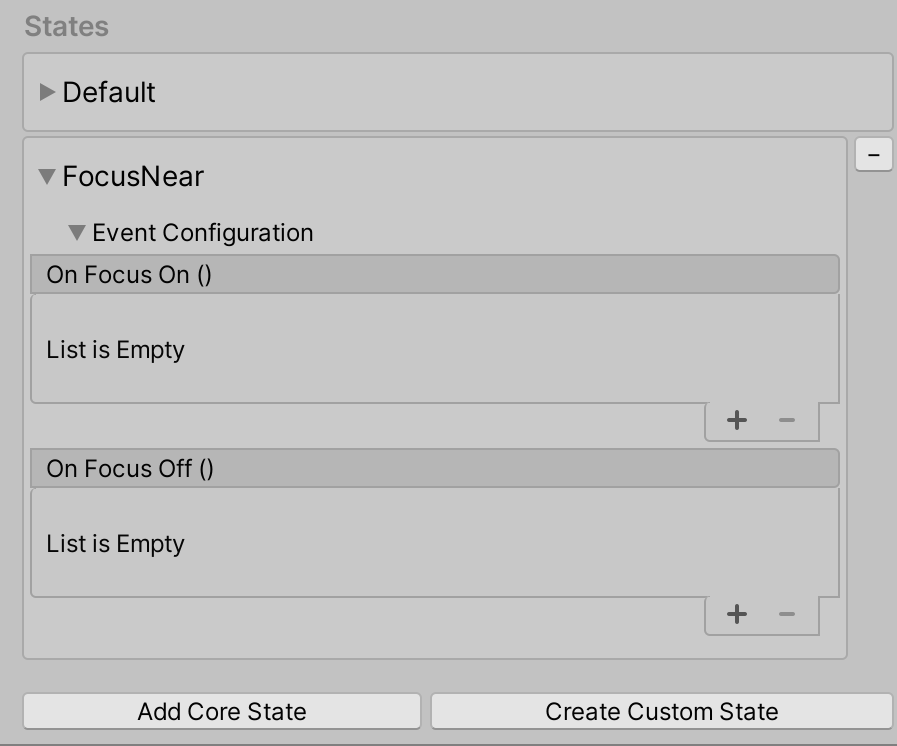 States
Default
FocusNear
Event Configuration
On Focus On ()
List is Empty
On Focus Off ()
List is Empty
Add Core State
Create Custom State